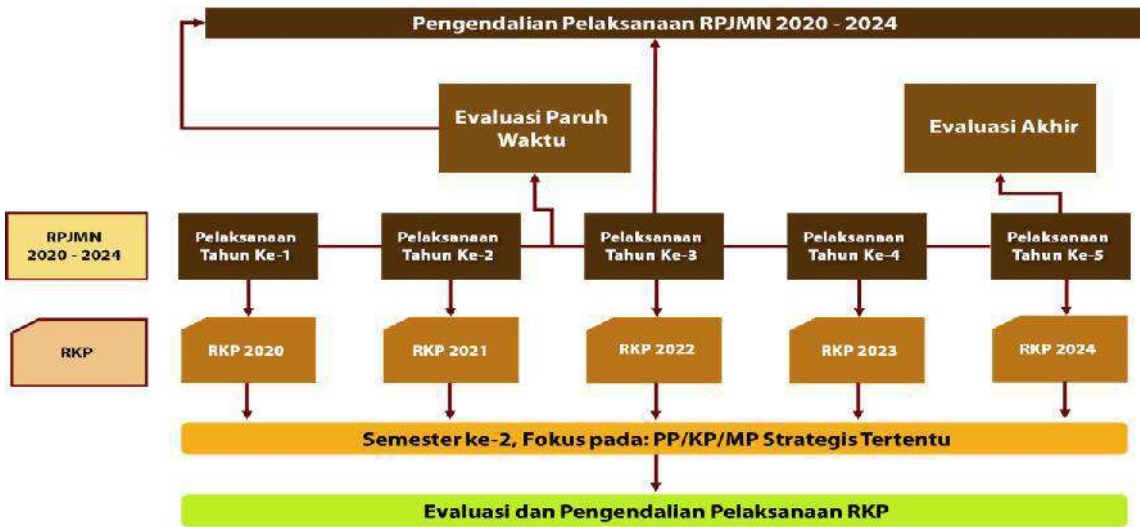 Pengendalian Pelaksanaan RPJMN 2020 - 2024
Evaluasi Paruh
Waktu
Evaluasi Akhir
RPJMN
2020 - 2024
Pelaksanaan
Tahun Ke-1
Pelaksanaan
Tahun Ke-2
Pelaksanaan
Tahun Ke-3
Pelaksanaan
Tahun Ke-4
Pelaksanaan
Tahun Ke-5
RKP
RKP 2020
RKP 2021
RKP 2022
RKP 2023
RKP 2024
Semester ke-2, Fokus pada: PP/KP/MP Strategis Tertentu
Evaluasi dan Pengendalian Pelaksanaan RKP